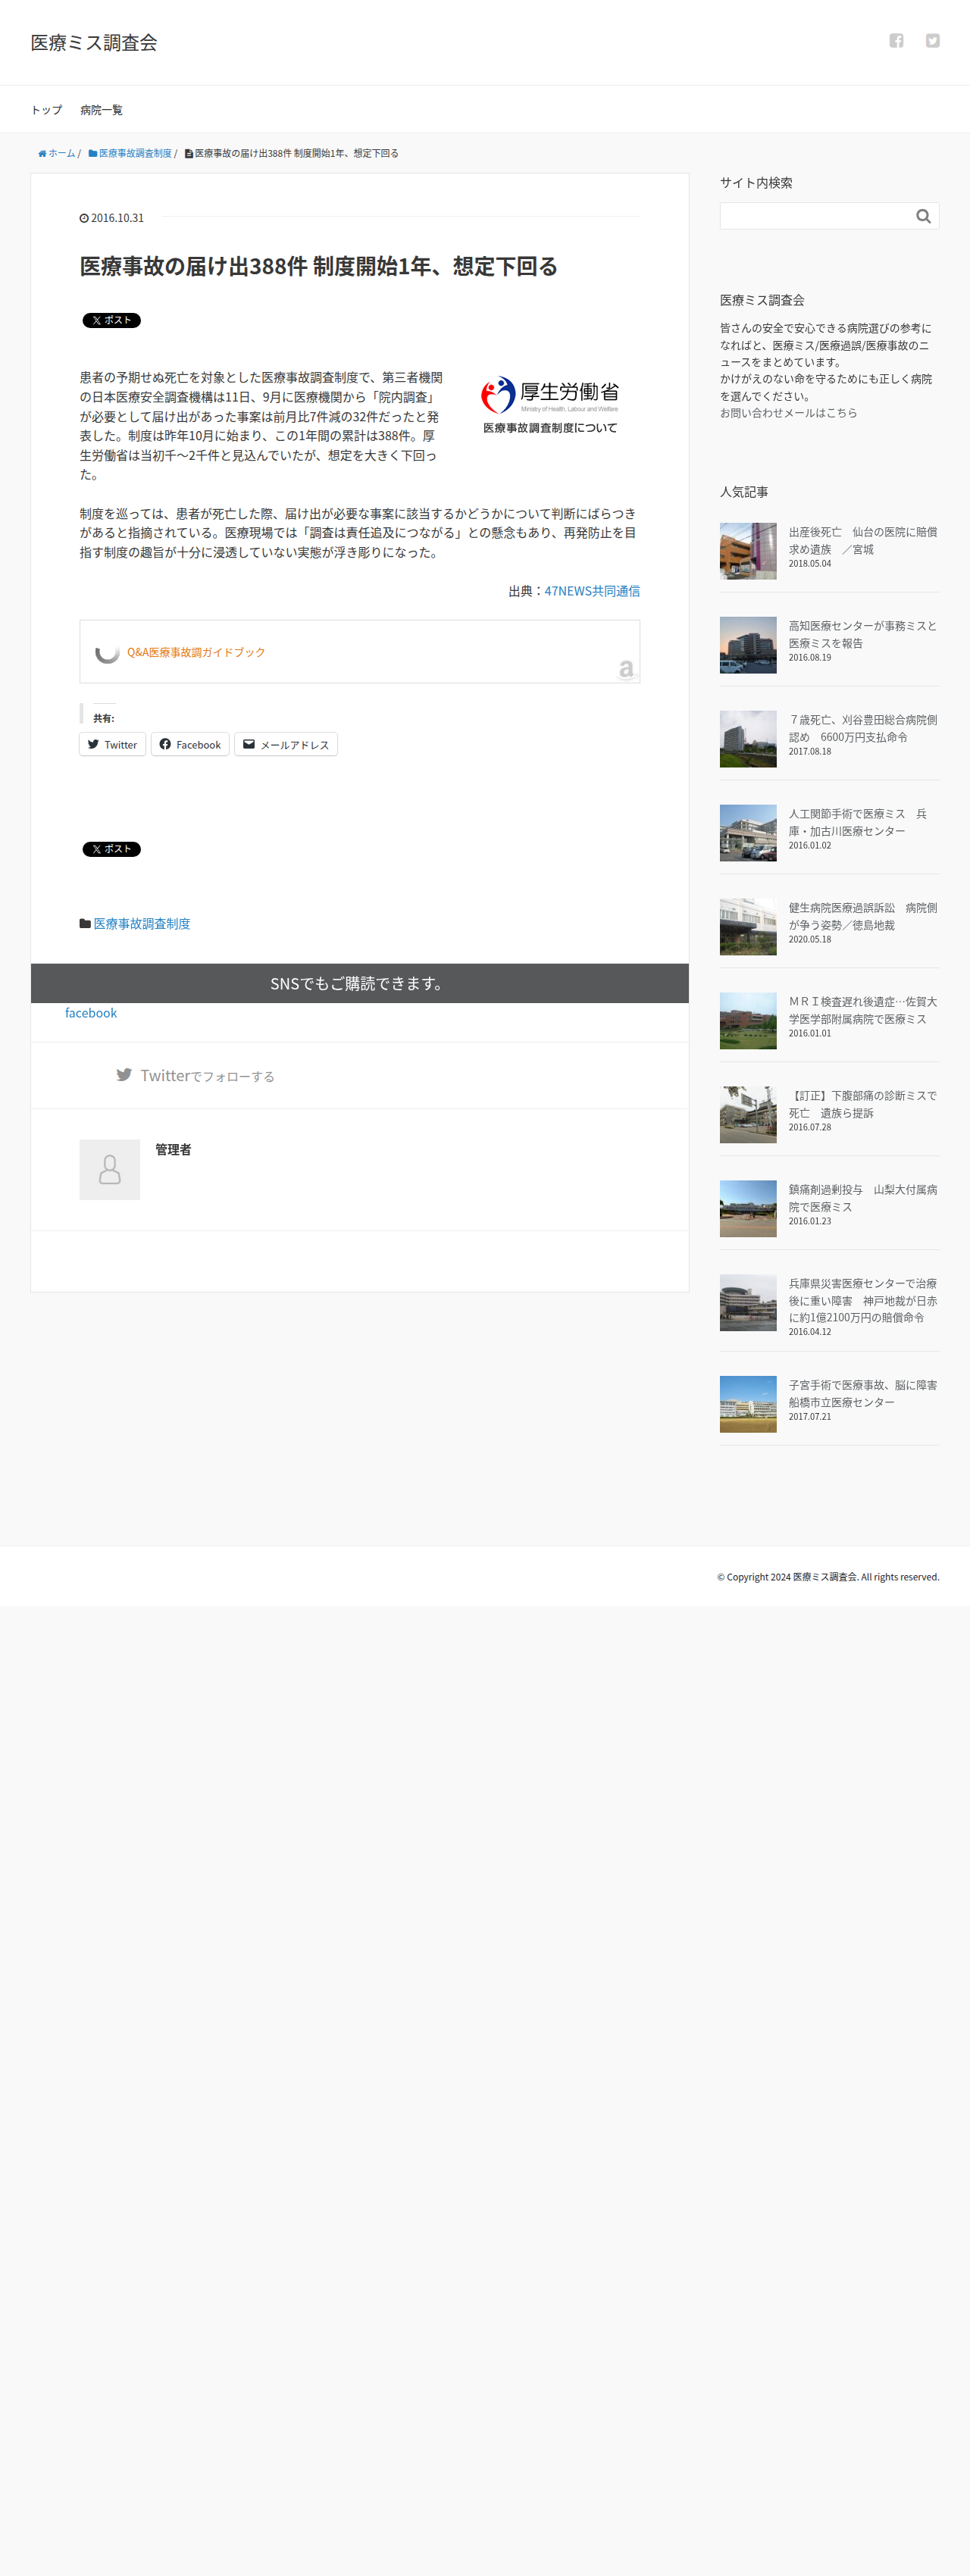 医療ミス調査会
トップ 病院一覧
ホーム / 医療事故調査制度 / 医療事故の届け出388件 制度開始1年、想定下回る
2016.10.31
医療事故の届け出388件 制度開始1年、想定下回る
ポスト
患者の予期せぬ死亡を対象とした医療事故調査制度で、第三者機関
の日本医療安全調査機構は11日、9月に医療機関から「院内調査」
が必要として届け出があった事案は前月比7件減の32件だったと発
表した。制度は昨年10月に始まり、この1年間の累計は388件。厚
生労働省は当初千～2千件と見込んでいたが、想定を大きく下回っ
た。
厚生労働省
Ministry of Health, Labour and Welfare
医療事故調査制度について
制度を巡っては、患者が死亡した際、届け出が必要な事案に該当するかどうかについて判断にばらつき
があると指摘されている。医療現場では「調査は責任追及につながる」との懸念もあり、再発防止を目
指す制度の趣旨が十分に浸透していない実態が浮き彫りになった。
出典：47NEWS共同通信
Q&A医療事故調ガイドブック
a
共有:
Twitter Facebook メールアドレス
ポスト
医療事故調査制度
SNSでもご購読できます。
facebook
Twitterでフォローする
管理者
サイト内検索
医療ミス調査会
皆さんの安全で安心できる病院選びの参考に
なればと、医療ミス/医療過誤/医療事故のニ
ュースをまとめています。
かけがえのない命を守るためにも正しく病院
を選んでください。
お問い合わせメールはこちら
人気記事
出産後死亡　仙台の医院に賠償
求め遺族　／宮城
2018.05.04
高知医療センターが事務ミスと
医療ミスを報告
2016.08.19
７歳死亡、刈谷豊田総合病院側
認め　6600万円支払命令
2017.08.18
人工関節手術で医療ミス　兵
庫・加古川医療センター
2016.01.02
健生病院医療過誤訴訟　病院側
が争う姿勢／徳島地裁
2020.05.18
ＭＲＩ検査遅れ後遺症…佐賀大
学医学部附属病院で医療ミス
2016.01.01
【訂正】下腹部痛の診断ミスで
死亡　遺族ら提訴
2016.07.28
鎮痛剤過剰投与　山梨大付属病
院で医療ミス
2016.01.23
兵庫県災害医療センターで治療
後に重い障害　神戸地裁が日赤
に約1億2100万円の賠償命令
2016.04.12
子宮手術で医療事故、脳に障害
船橋市立医療センター
2017.07.21
© Copyright 2024 医療ミス調査会. All rights reserved.